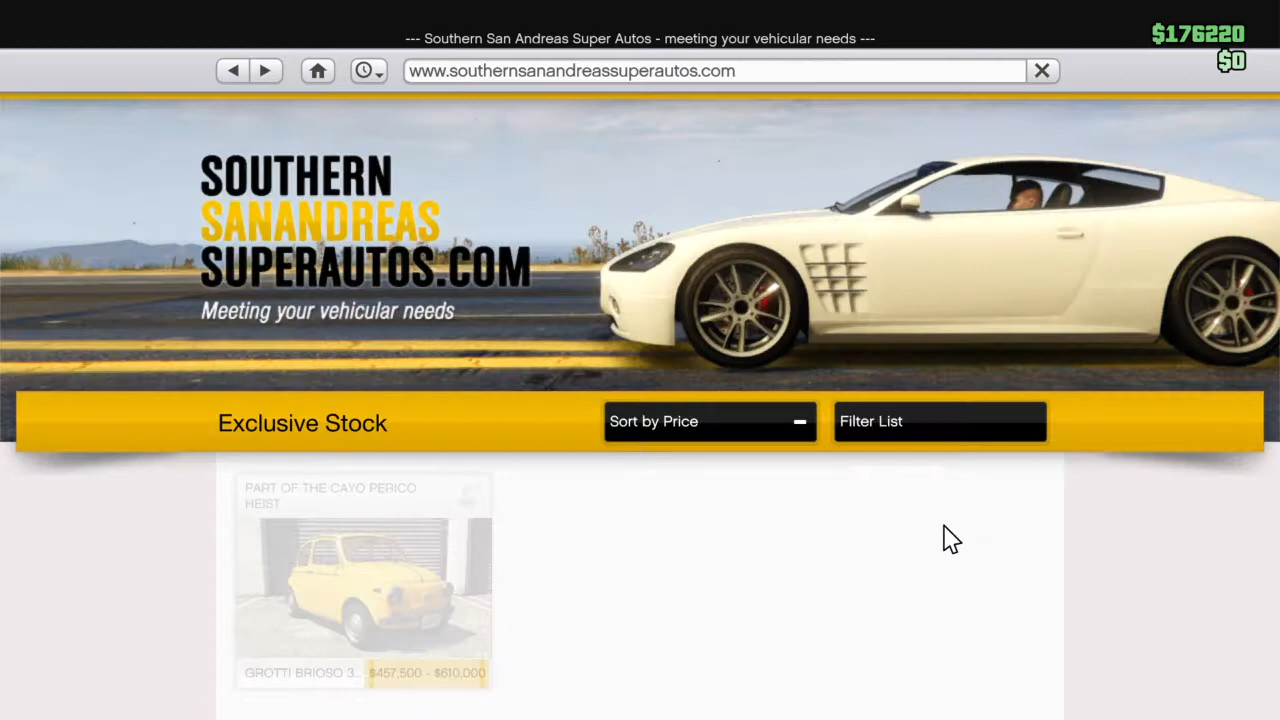 --- Southern San Andreas Super Autos - meeting your vehicular needs ---
$176220
$0
www.southernsanandreassuperautos.com
SOUTHERN
SANANDREAS
SUPERAUTOS.COM
Meeting your vehicular needs
Exclusive Stock
Sort by Price
Filter List
PART OF THE CAYO PERICO
HEIST
GROTTI BRIOSO 3... $457,500 - $610,000